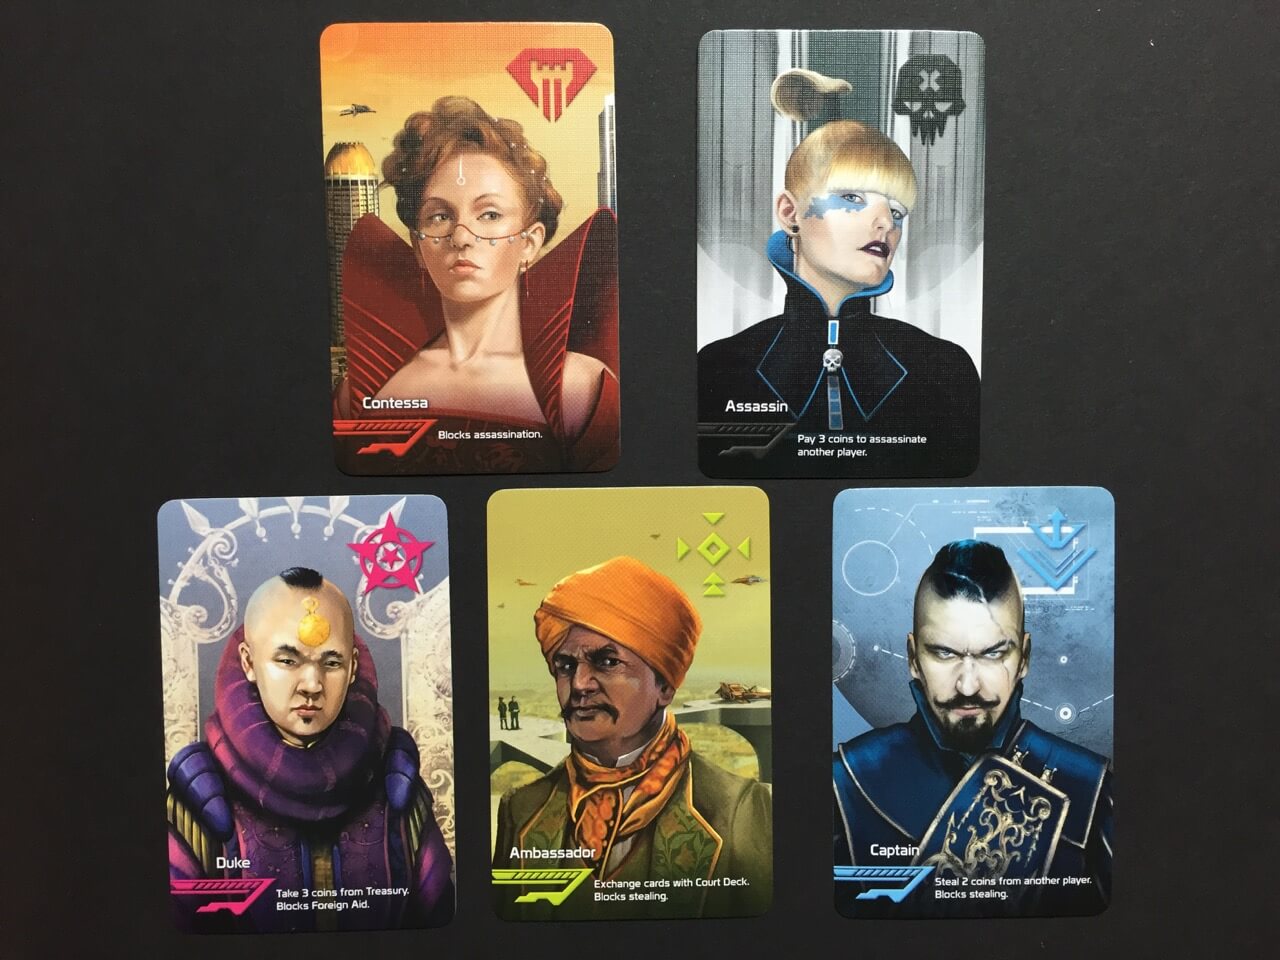 Contessa
Blocks assassination.
Assassin
Pay 3 coins to assassinate
another player.
Duke
Take 3 coins from Treasury.
Blocks Foreign Aid.
Ambassador
Exchange cards with Court Deck.
Blocks stealing.
Captain
Steal 2 coins from another player.
Blocks stealing.